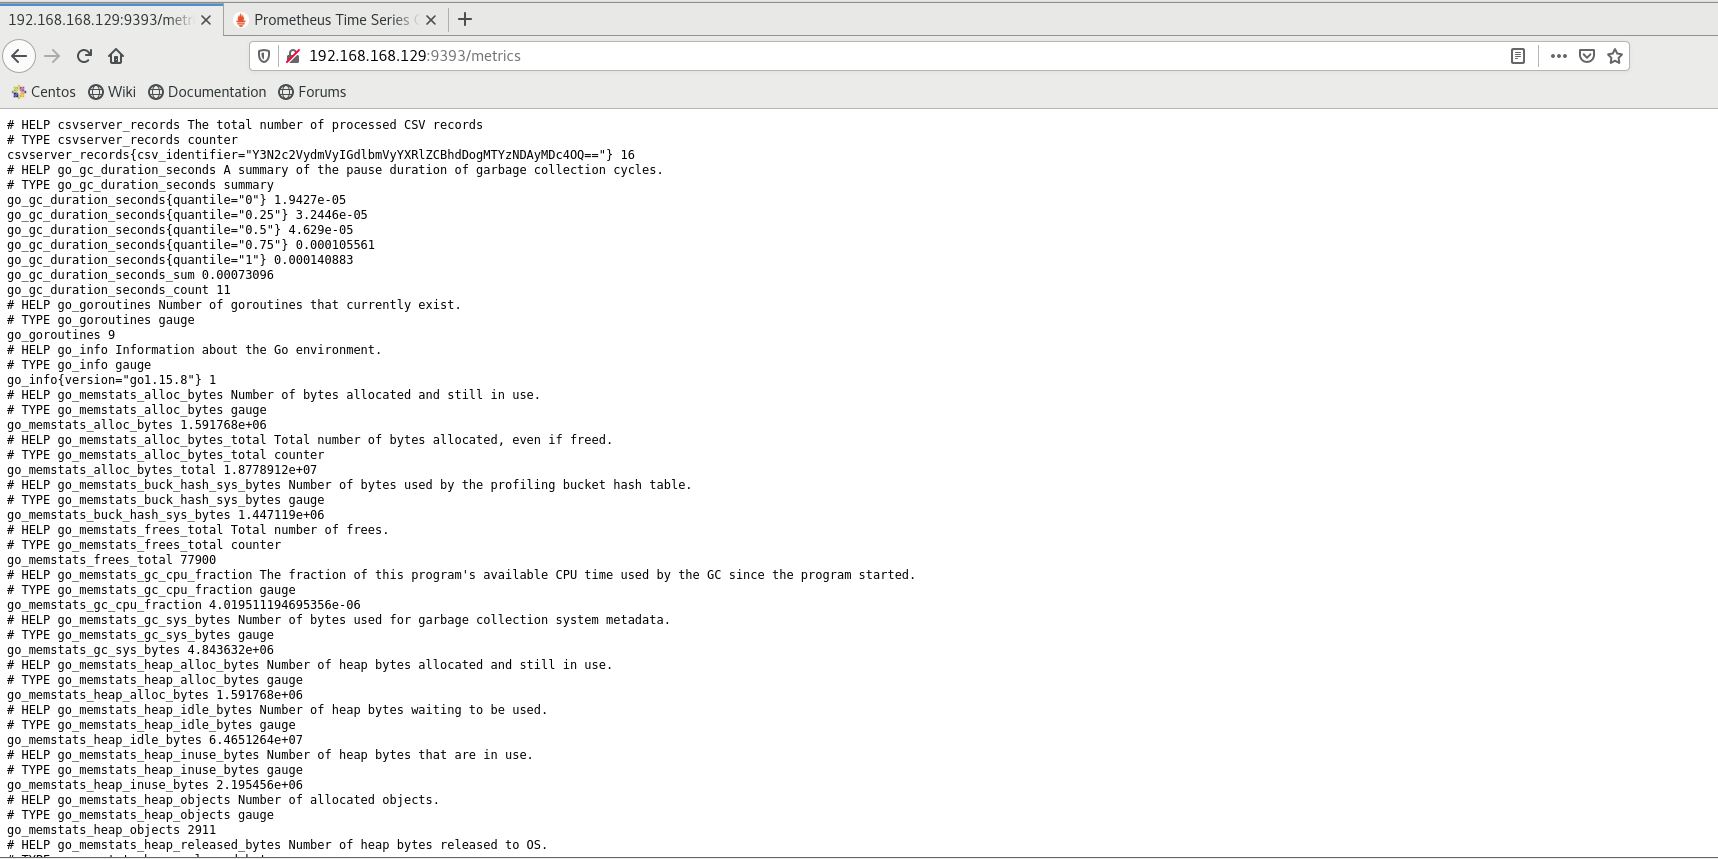 192.168.168.129:9393/metr
Prometheus Time Series
192.168.168.129:9393/metrics
Centos Wiki Documentation Forums
# HELP csvserver_records The total number of processed CSV records
# TYPE csvserver_records counter
csvserver_records{csv_identifier="Y3N2c2VydmVyIGdlbmVyYXRlZCBhdDogMTYzNDAyMDc4OQ=="} 16
# HELP go_gc_duration_seconds A summary of the pause duration of garbage collection cycles.
# TYPE go_gc_duration_seconds summary
go_gc_duration_seconds{quantile="0"} 1.9427e-05
go_gc_duration_seconds{quantile="0.25"} 3.2446e-05
go_gc_duration_seconds{quantile="0.5"} 4.629e-05
go_gc_duration_seconds{quantile="0.75"} 0.000105561
go_gc_duration_seconds{quantile="1"} 0.000140883
go_gc_duration_seconds_sum 0.00073096
go_gc_duration_seconds_count 11
# HELP go_goroutines Number of goroutines that currently exist.
# TYPE go_goroutines gauge
go_goroutines 9
# HELP go_info Information about the Go environment.
# TYPE go_info gauge
go_info{version="go1.15.8"} 1
# HELP go_memstats_alloc_bytes Number of bytes allocated and still in use.
# TYPE go_memstats_alloc_bytes gauge
go_memstats_alloc_bytes 1.591768e+06
# HELP go_memstats_alloc_bytes_total Total number of bytes allocated, even if freed.
# TYPE go_memstats_alloc_bytes_total counter
go_memstats_alloc_bytes_total 1.8778912e+07
# HELP go_memstats_buck_hash_sys_bytes Number of bytes used by the profiling bucket hash table.
# TYPE go_memstats_buck_hash_sys_bytes gauge
go_memstats_buck_hash_sys_bytes 1.447119e+06
# HELP go_memstats_frees_total Total number of frees.
# TYPE go_memstats_frees_total counter
go_memstats_frees_total 77900
# HELP go_memstats_gc_cpu_fraction The fraction of this program's available CPU time used by the GC since the program started.
# TYPE go_memstats_gc_cpu_fraction gauge
go_memstats_gc_cpu_fraction 4.019511194695356e-06
# HELP go_memstats_gc_sys_bytes Number of bytes used for garbage collection system metadata.
# TYPE go_memstats_gc_sys_bytes gauge
go_memstats_gc_sys_bytes 4.843632e+06
# HELP go_memstats_heap_alloc_bytes Number of heap bytes allocated and still in use.
# TYPE go_memstats_heap_alloc_bytes gauge
go_memstats_heap_alloc_bytes 1.591768e+06
# HELP go_memstats_heap_idle_bytes Number of heap bytes waiting to be used.
# TYPE go_memstats_heap_idle_bytes gauge
go_memstats_heap_idle_bytes 6.4651264e+07
# HELP go_memstats_heap_inuse_bytes Number of heap bytes that are in use.
# TYPE go_memstats_heap_inuse_bytes gauge
go_memstats_heap_inuse_bytes 2.195456e+06
# HELP go_memstats_heap_objects Number of allocated objects.
# TYPE go_memstats_heap_objects gauge
go_memstats_heap_objects 2911
# HELP go_memstats_heap_released_bytes Number of heap bytes released to OS.